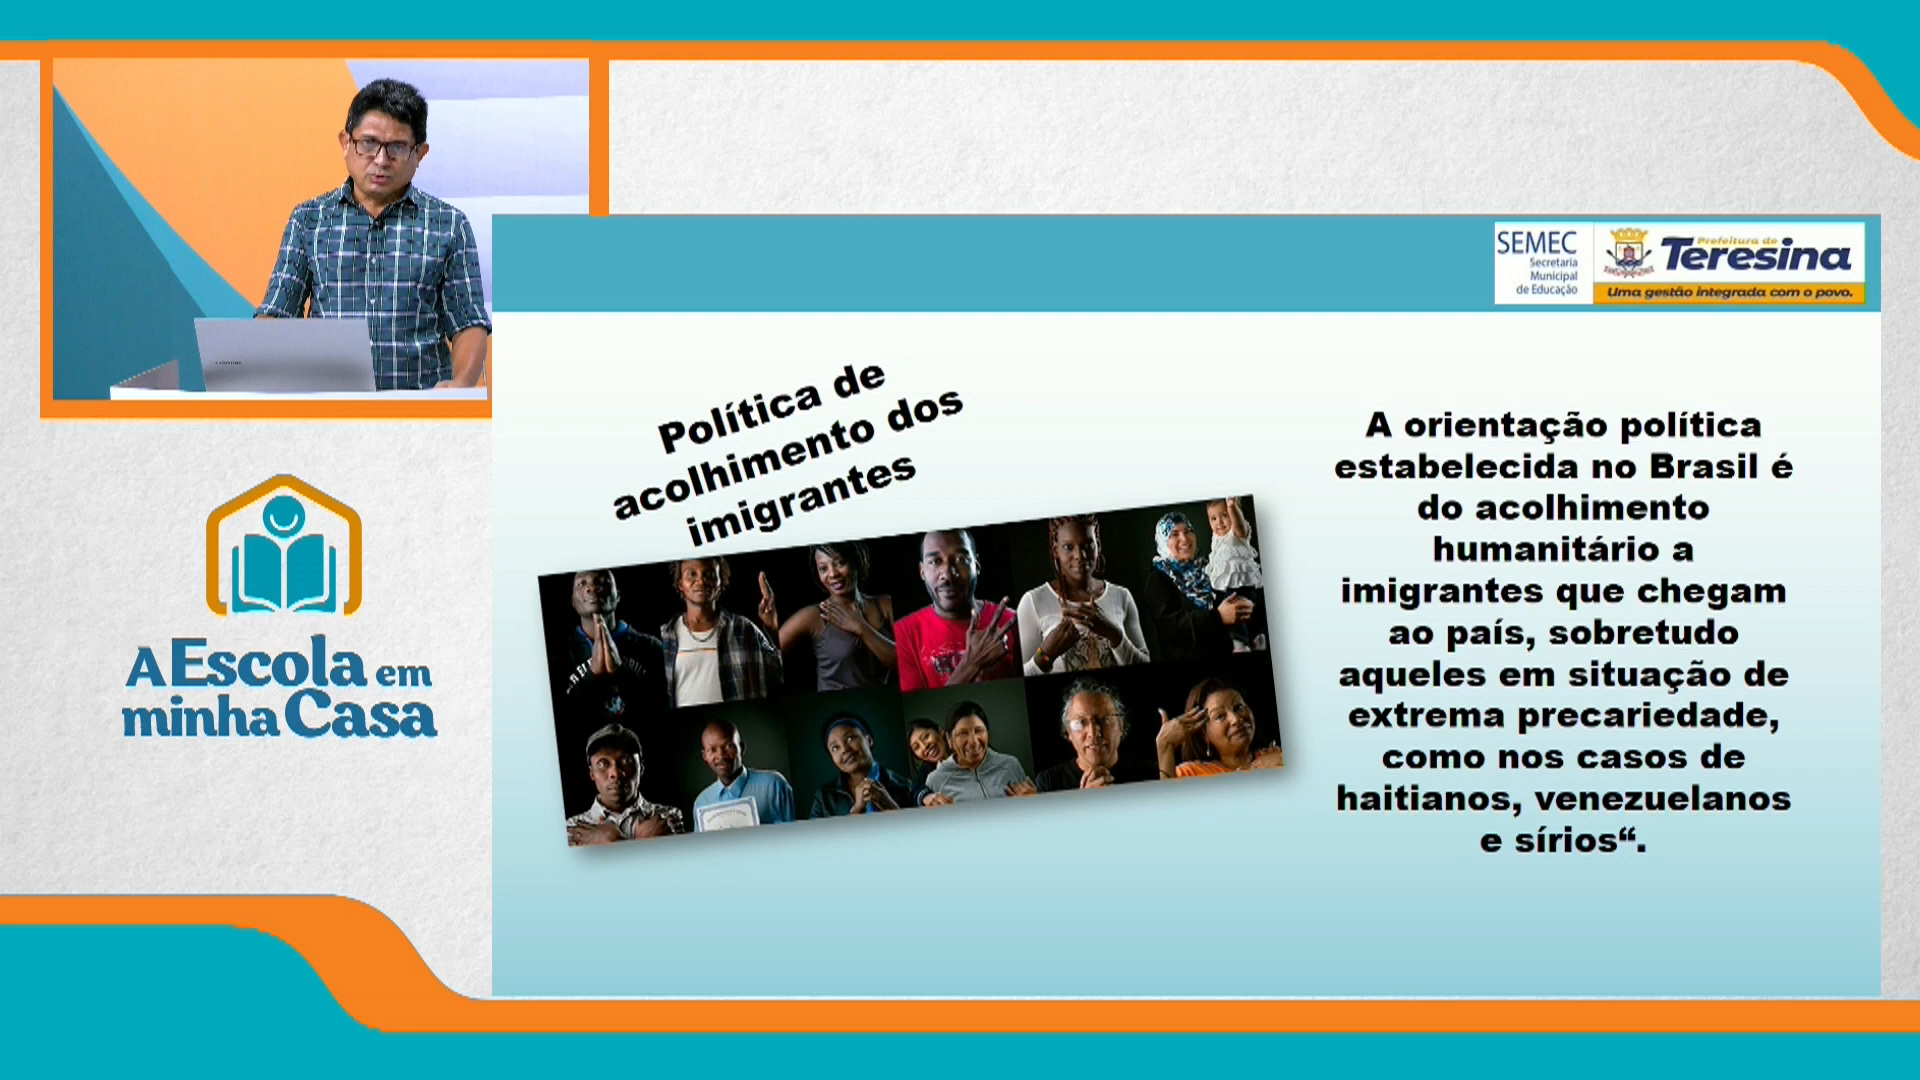 SEMEC
Secretaria
Municipal
de Educação
Prefeitura de
Teresina
Uma gestão integrada com o povo.
Política de
acolhimento dos
imigrantes
A orientação política
estabelecida no Brasil é
do acolhimento
humanitário a
imigrantes que chegam
ao país, sobretudo
aqueles em situação de
extrema precariedade,
como nos casos de
haitianos, venezuelanos
e sírios“.
A Escola em
minha Casa